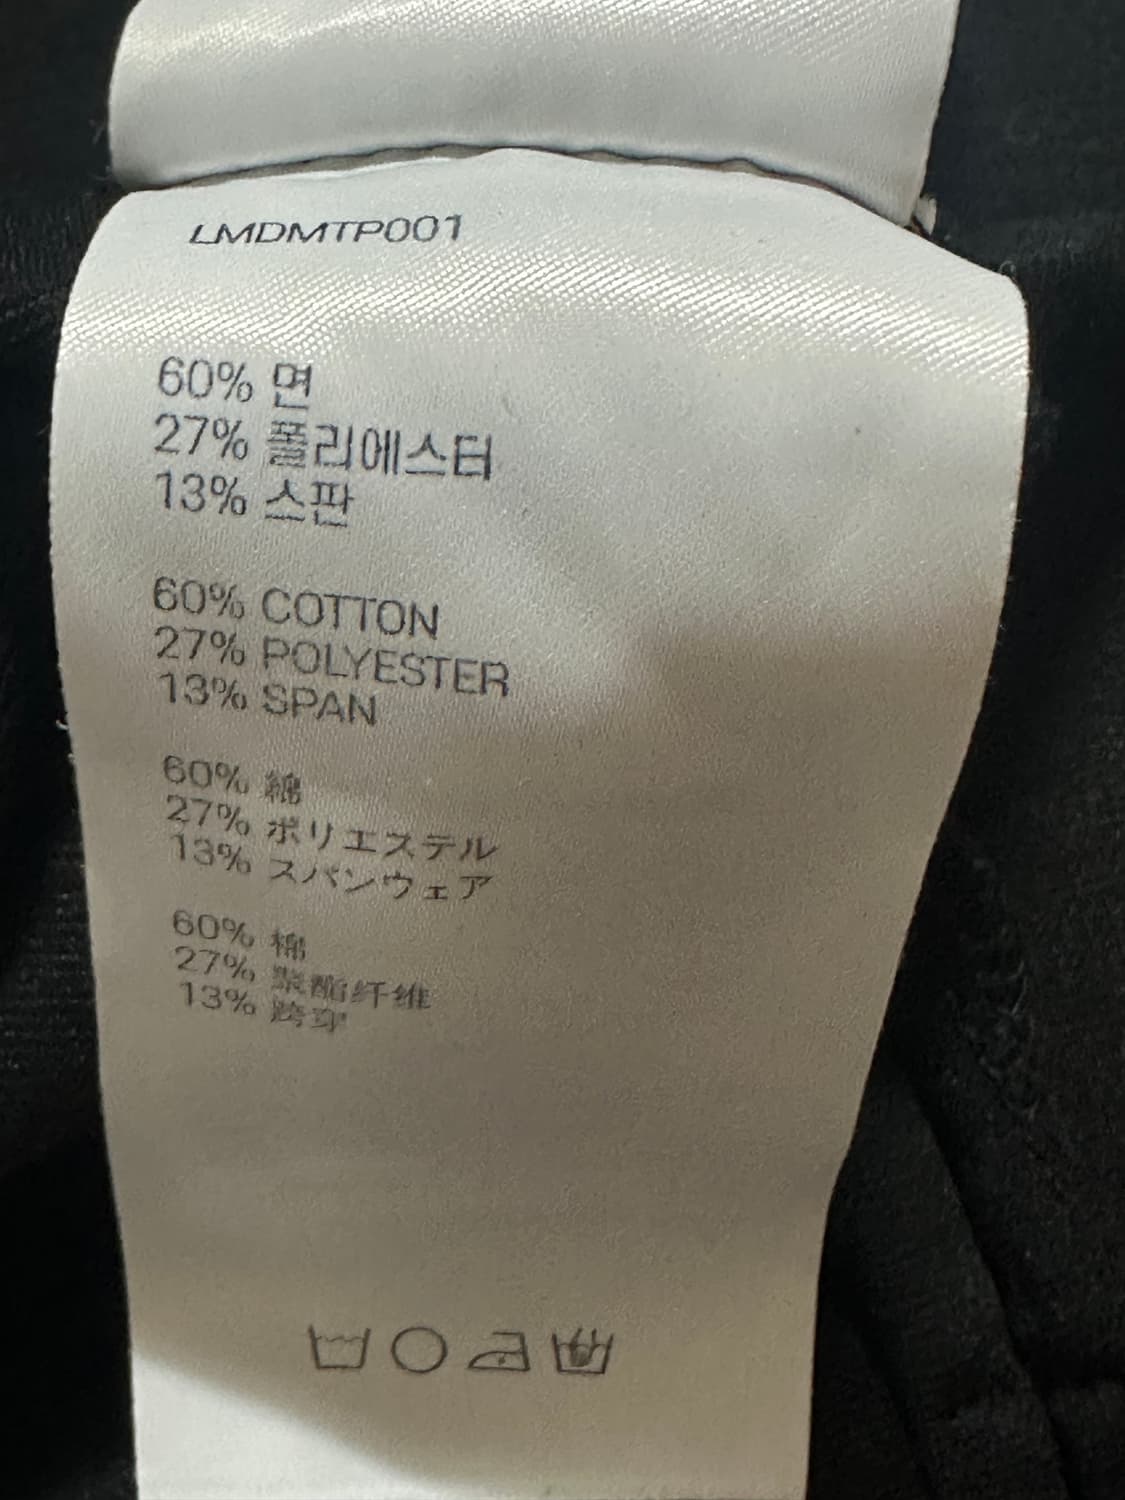 LMDMTP001
60% 면
27% 폴리에스터
13% 스판
60% COTTON
27% POLYESTER
13% SPAN
60% 綿
27% ポリエステル
13% スパンウェア
60% 棉
27% 聚酯纤维
13% 跨穿